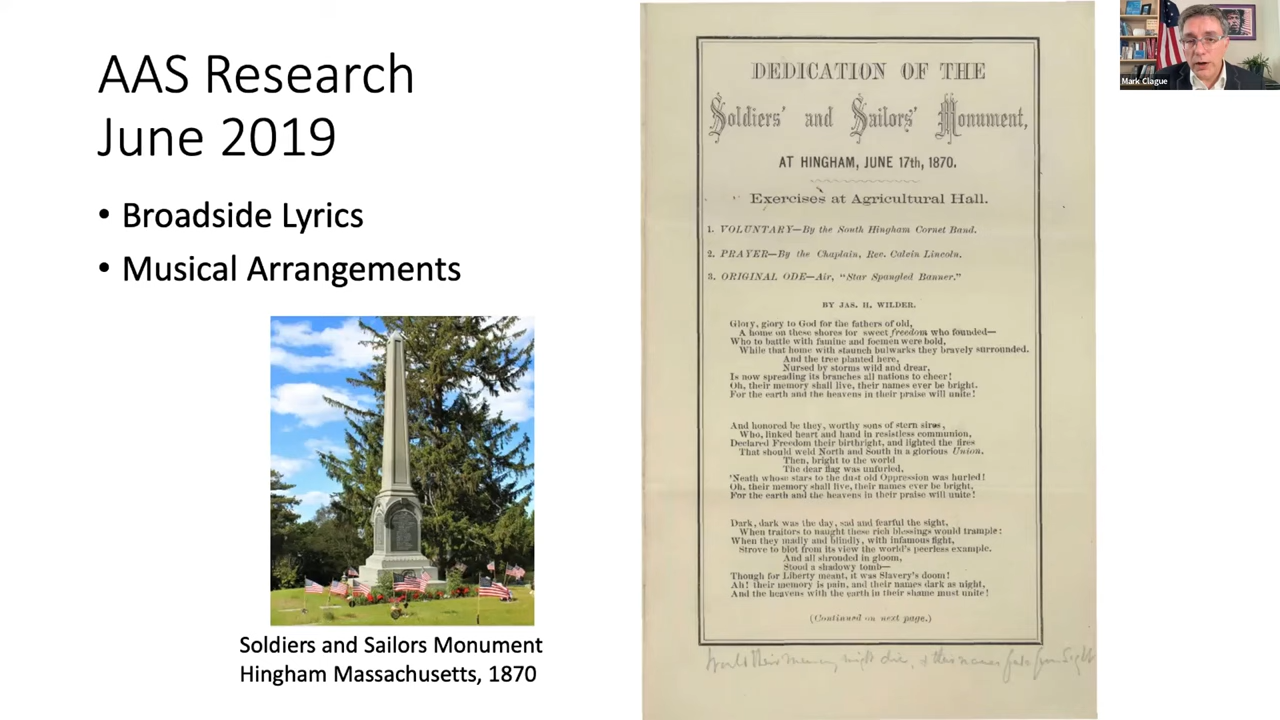 AAS Research
June 2019
• Broadside Lyrics
• Musical Arrangements
Soldiers and Sailors Monument
Hingham Massachusetts, 1870
DEDICATION OF THE
Soldiers' and Sailors' Monument,
AT HINGHAM, JUNE 17th, 1870.
Exercises at Agricultural Hall.
1. VOLUNTARY—By the South Hingham Cornet Band.
2. PRAYER—By the Chaplain, Rev. Calvin Lincoln.
3. ORIGINAL ODE—Air, "Star Spangled Banner."
BY JAS. H. WILDER.
Glory, glory to God for the fathers of old,
A home on these shores for sweet freedom who founded—
Who to battle with famine and foemen were bold,
While that home with staunch bulwarks they bravely surrounded.
And the tree planted here,
Nursed by storms wild and drear,
Is now spreading its branches all nations to cheer!
Oh, their memory shall live, their names ever be bright.
For the earth and the heavens in their praise will unite!
And honored be they, worthy sons of stern sires,
Who, linked heart and hand in resistless communion,
Declared Freedom their birthright, and lighted the fires
That should weld North and South in a glorious Union.
Then, bright to the world
The dear flag was unfurled,
'Neath whose stars to the dust old Oppression was hurled!
Oh, their memory shall live, their names ever be bright,
For the earth and the heavens in their praise will unite!
Dark, dark was the day, sad and fearful the sight,
When traitors to naught these rich blessings would trample:
When they madly and blindly, with infamous fight,
Strove to blot from its view the world's peerless example.
And all shrouded in gloom,
Stood a shadowy tomb—
Though for Liberty meant, it was Slavery's doom!
Ah! their memory is pain, and their names dark as night,
And the heavens with the earth in their shame must unite!
(Continued on next page.)
their memory might die, & their names
Mark Clague